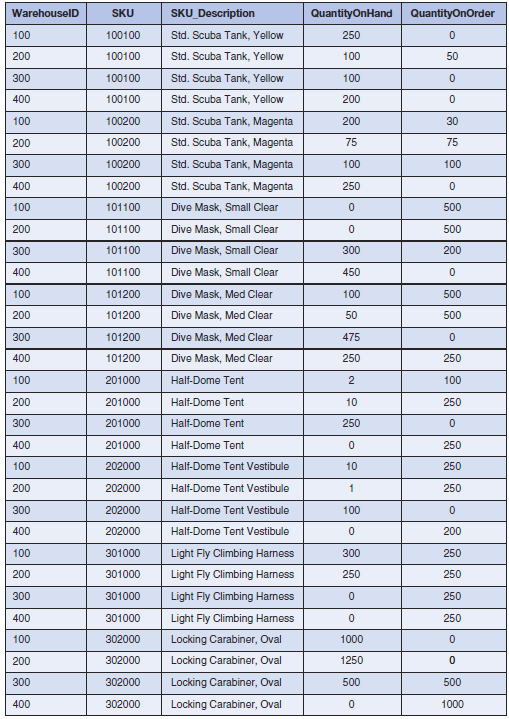 WarehouseID SKU SKU_Description QuantityOnHand QuantityOnOrder
100 100100 Std. Scuba Tank, Yellow 250 0
200 100100 Std. Scuba Tank, Yellow 100 50
300 100100 Std. Scuba Tank, Yellow 100 0
400 100100 Std. Scuba Tank, Yellow 200 0
100 100200 Std. Scuba Tank, Magenta 200 30
200 100200 Std. Scuba Tank, Magenta 75 75
300 100200 Std. Scuba Tank, Magenta 100 100
400 100200 Std. Scuba Tank, Magenta 250 0
100 101100 Dive Mask, Small Clear 0 500
200 101100 Dive Mask, Small Clear 0 500
300 101100 Dive Mask, Small Clear 300 200
400 101100 Dive Mask, Small Clear 450 0
100 101200 Dive Mask, Med Clear 100 500
200 101200 Dive Mask, Med Clear 50 500
300 101200 Dive Mask, Med Clear 475 0
400 101200 Dive Mask, Med Clear 250 250
100 201000 Half-Dome Tent 2 100
200 201000 Half-Dome Tent 10 250
300 201000 Half-Dome Tent 250 0
400 201000 Half-Dome Tent 0 250
100 202000 Half-Dome Tent Vestibule 10 250
200 202000 Half-Dome Tent Vestibule 1 250
300 202000 Half-Dome Tent Vestibule 100 0
400 202000 Half-Dome Tent Vestibule 0 200
100 301000 Light Fly Climbing Harness 300 250
200 301000 Light Fly Climbing Harness 250 250
300 301000 Light Fly Climbing Harness 0 250
400 301000 Light Fly Climbing Harness 0 250
100 302000 Locking Carabiner, Oval 1000 0
200 302000 Locking Carabiner, Oval 1250 0
300 302000 Locking Carabiner, Oval 500 500
400 302000 Locking Carabiner, Oval 0 1000